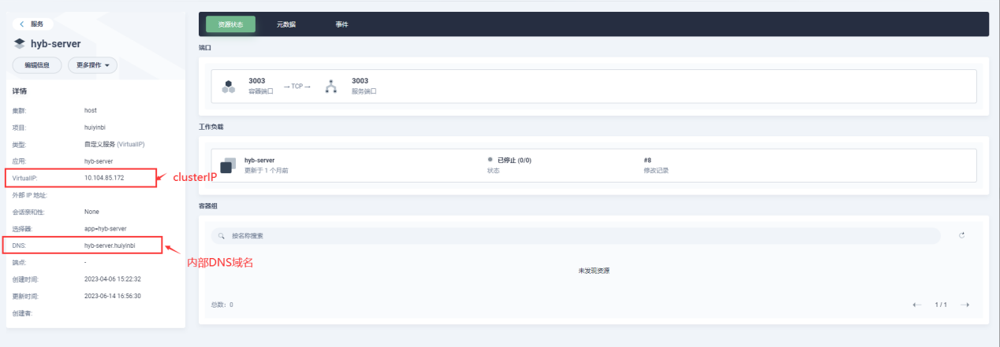 服务
hyb-server
编辑信息 更多操作
详情
集群: host
项目: huiyinbi
类型: 自定义服务 (VirtualIP)
应用: hyb-server
VirtualIP: 10.104.85.172
clusterIP
外部 IP 地址:
会话亲和性: None
选择器: app=hyb-server
DNS: hyb-server.huiyinbi
内部DNS域名
端点: -
创建时间: 2023-04-06 15:22:32
更新时间: 2023-06-14 16:56:30
创建者:
资源状态 元数据 事件
端口
3003 → TCP → 3003
容器端口 服务端口
工作负载
hyb-server 已停止 (0/0) #8
更新于 1 个月前 状态 修改记录
容器组
按名称搜索
未发现资源
总数: 0 1 / 1